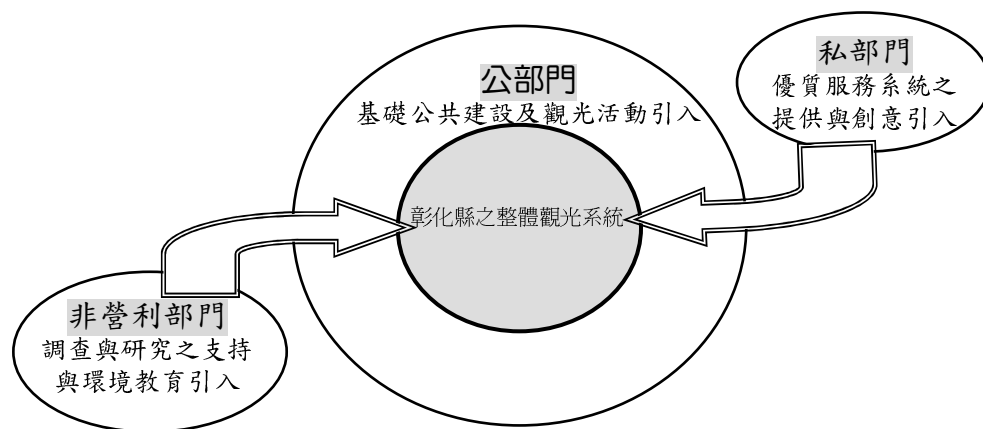 公部門
基礎公共建設及觀光活動引入
私部門
優質服務系統之
提供與創意引入
彰化縣之整體觀光系統
非營利部門
調查與研究之支持
與環境教育引入